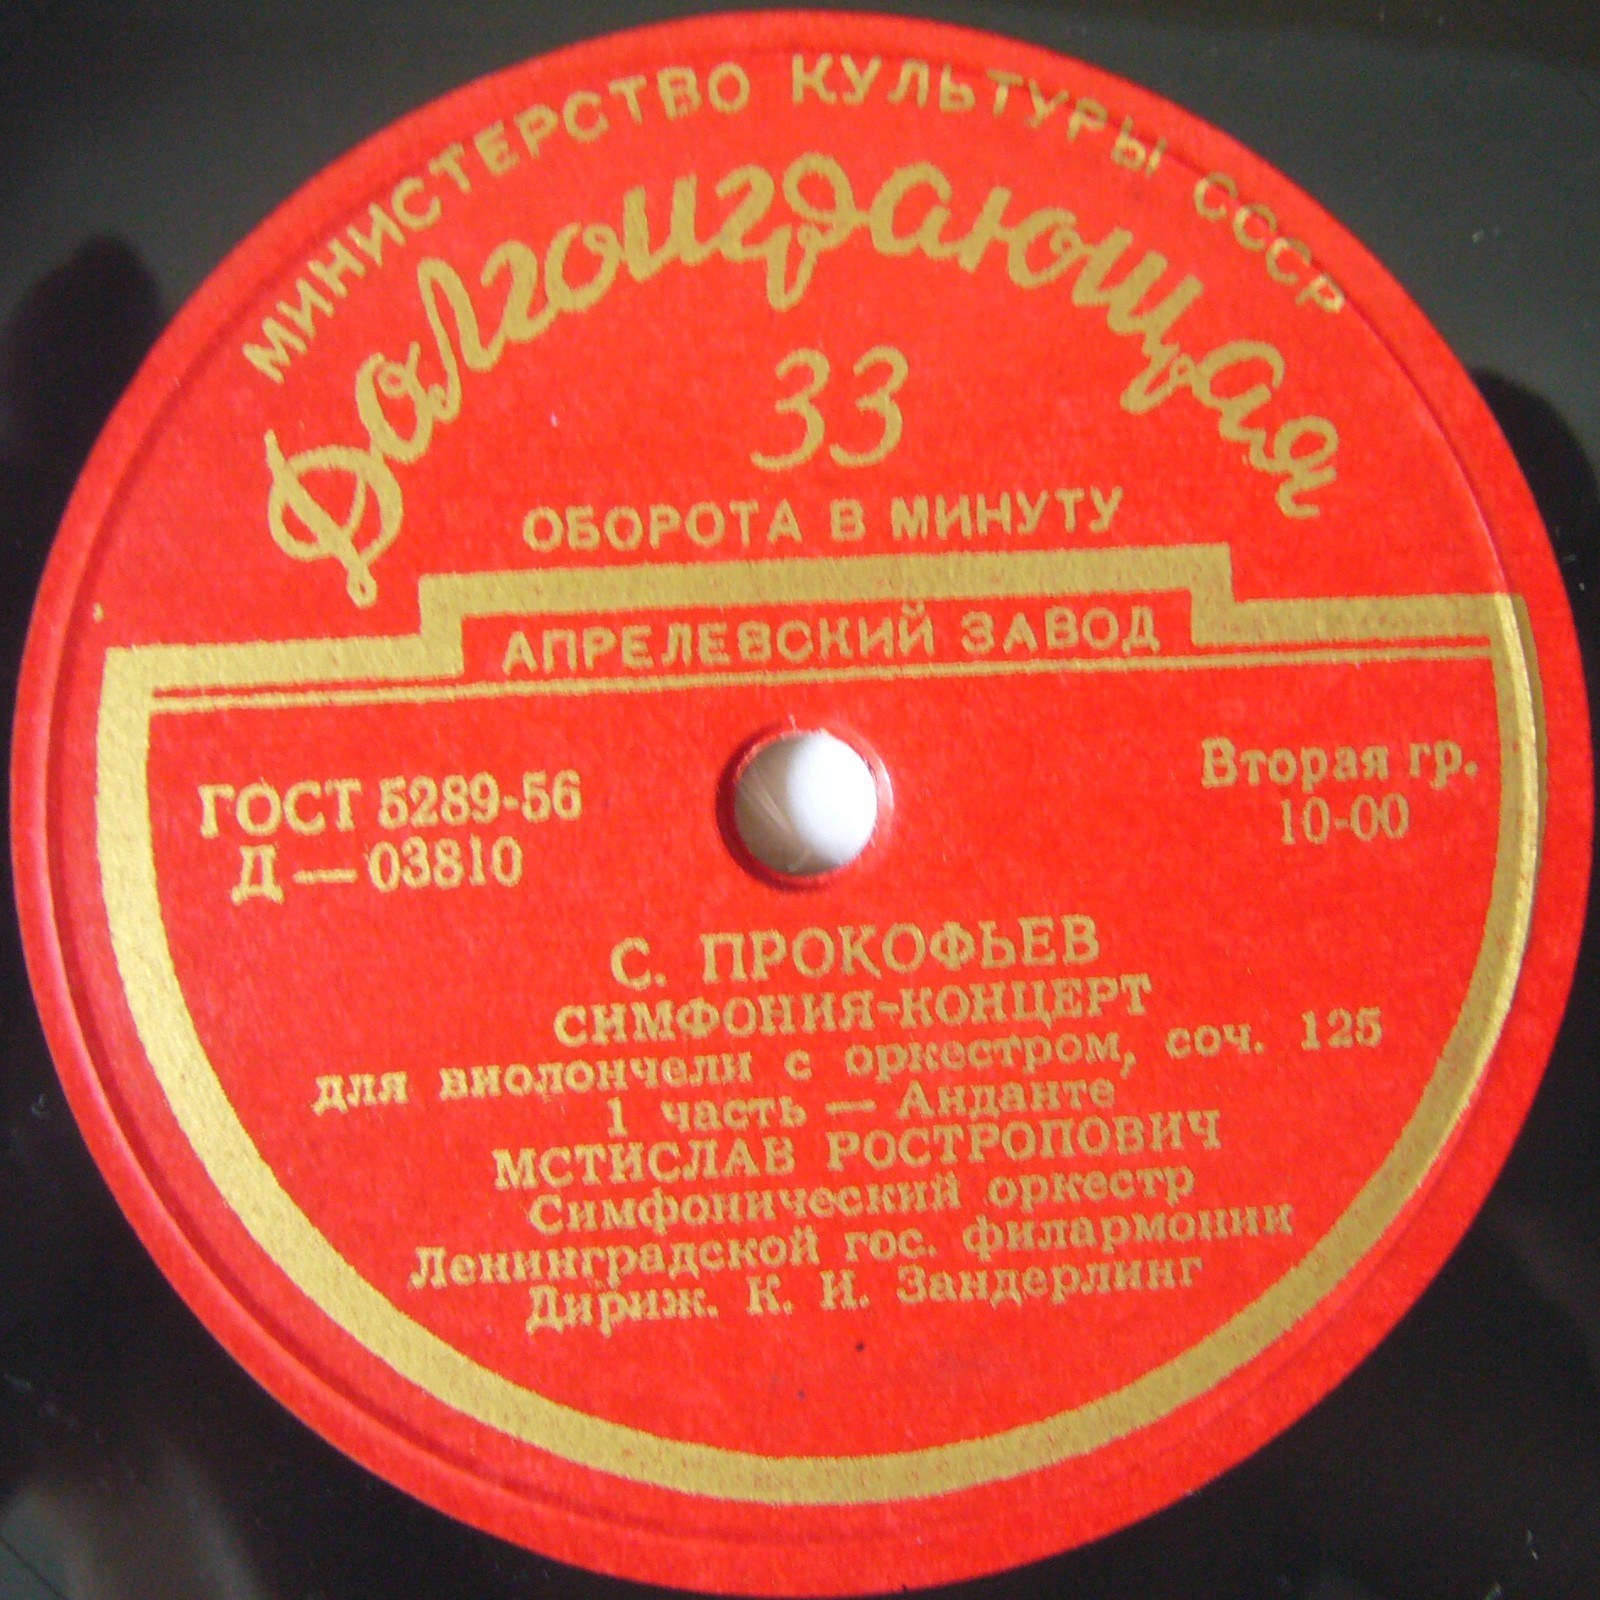 МИНИСТЕРСТВО КУЛЬТУРЫ СССР
Долгоиграющая
33
ОБОРОТА В МИНУТУ
АПРЕЛЕВСКИЙ ЗАВОД
ГОСТ 5289-56
Д — 03810
Вторая гр.
10-00
С. ПРОКОФЬЕВ
СИМФОНИЯ-КОНЦЕРТ
для виолончели с оркестром, соч. 125
1 часть — Анданте
МСТИСЛАВ РОСТРОПОВИЧ
Симфонический оркестр
Ленинградской гос. филармонии
Дириж. К. И. Зандерлинг